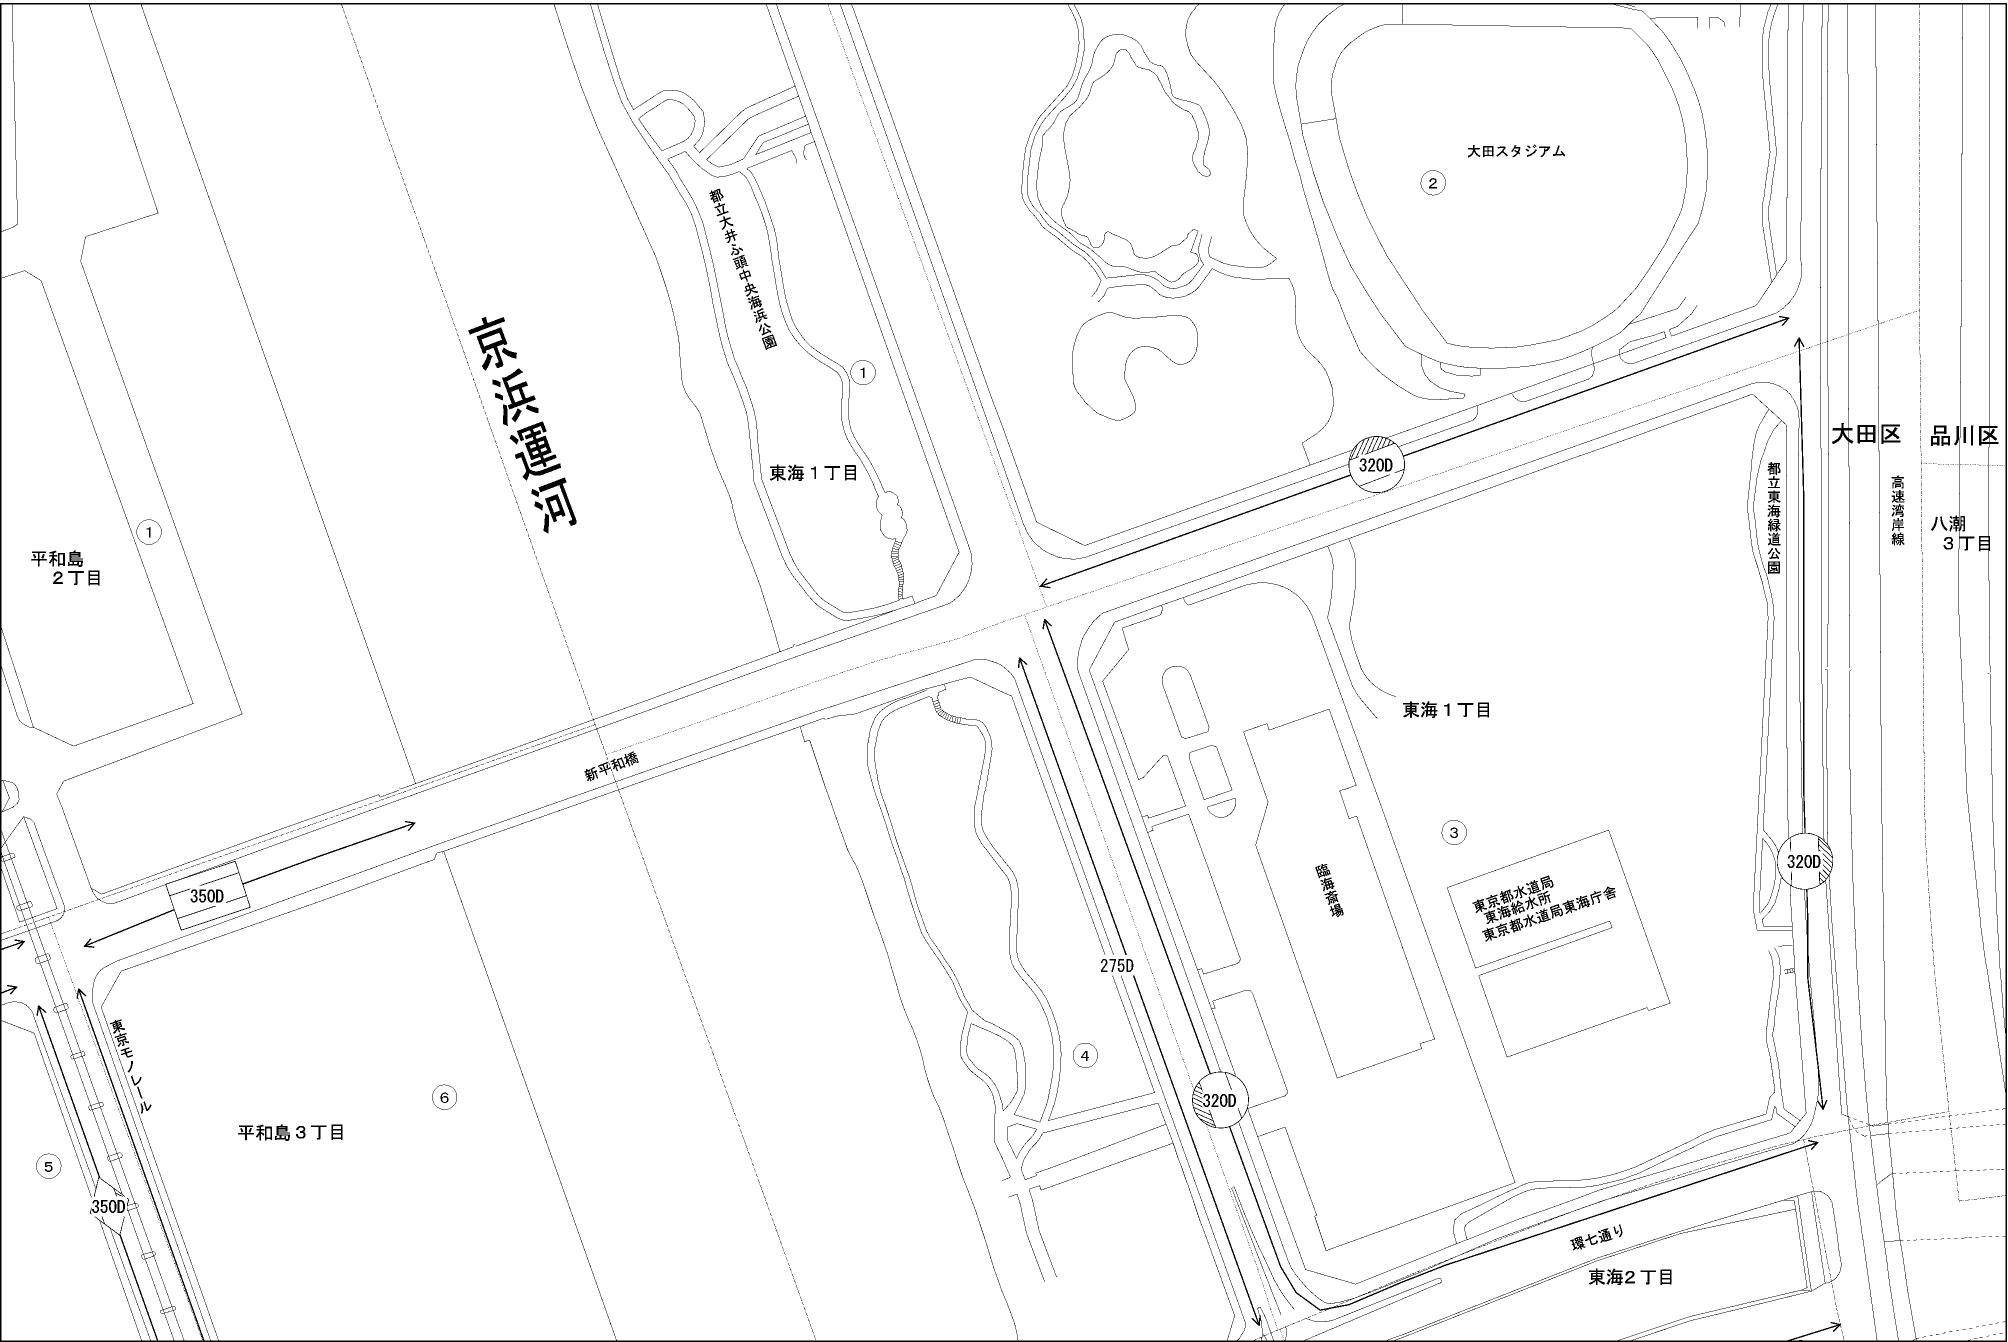 大田スタジアム
②
都立大井ふ頭中央海浜公園
京浜運河
①
東海１丁目
320D
大田区
品川区
都立東海緑道公園
高速湾岸線
八潮
３丁目
①
平和島
２丁目
東海１丁目
新平和橋
③
320D
臨海斎場
東京都水道局
東海給水所
東京都水道局東海庁舎
350D
275D
東京モノレール
④
⑥
320D
平和島３丁目
⑤
350D
環七通り
東海２丁目